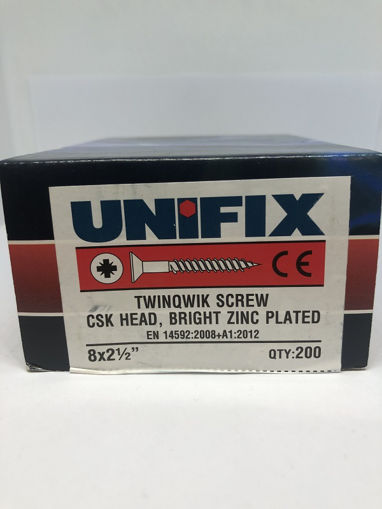 UNIFIX
CE
TWINQWIK SCREW
CSK HEAD, BRIGHT ZINC PLATED
EN 14592:2008+A1:2012
8x2½” QTY:200